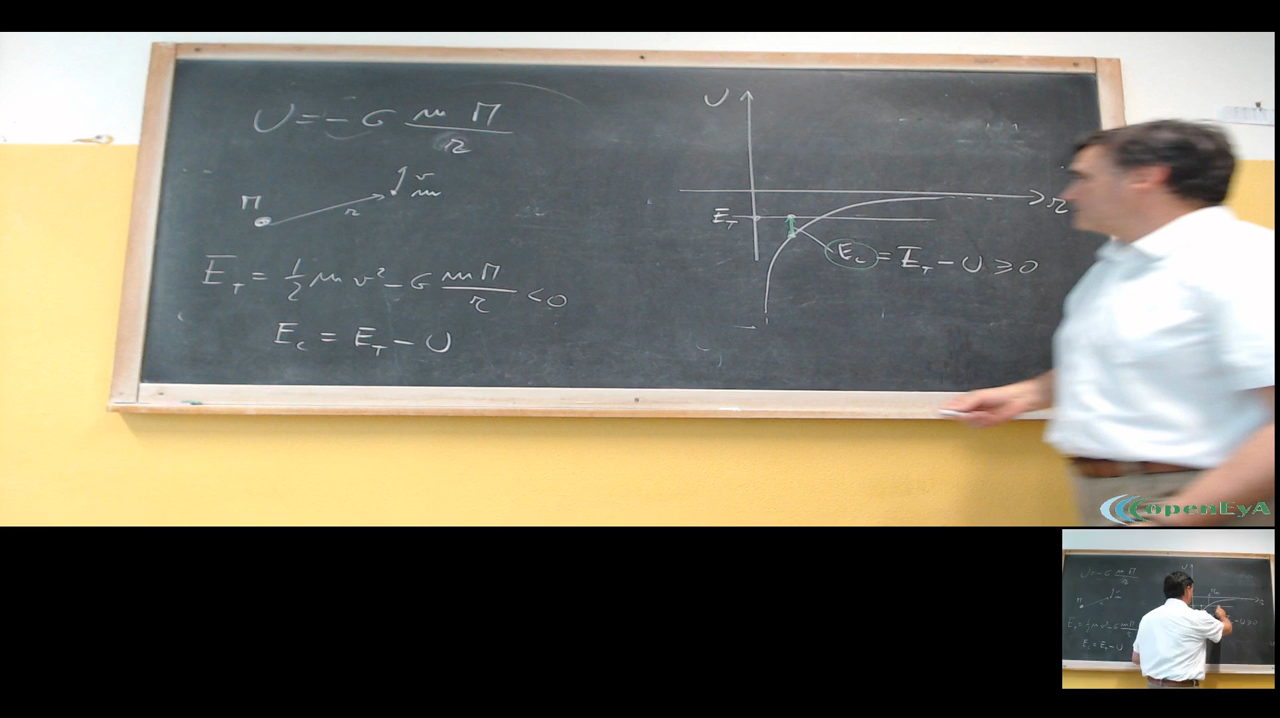 U = - G m M / r
M r v m
E_T = 1/2 m v² - G m M / r < 0
E_c = E_T - U
U
r
E_T
E_c = E_T - U ≥ 0
openEyA